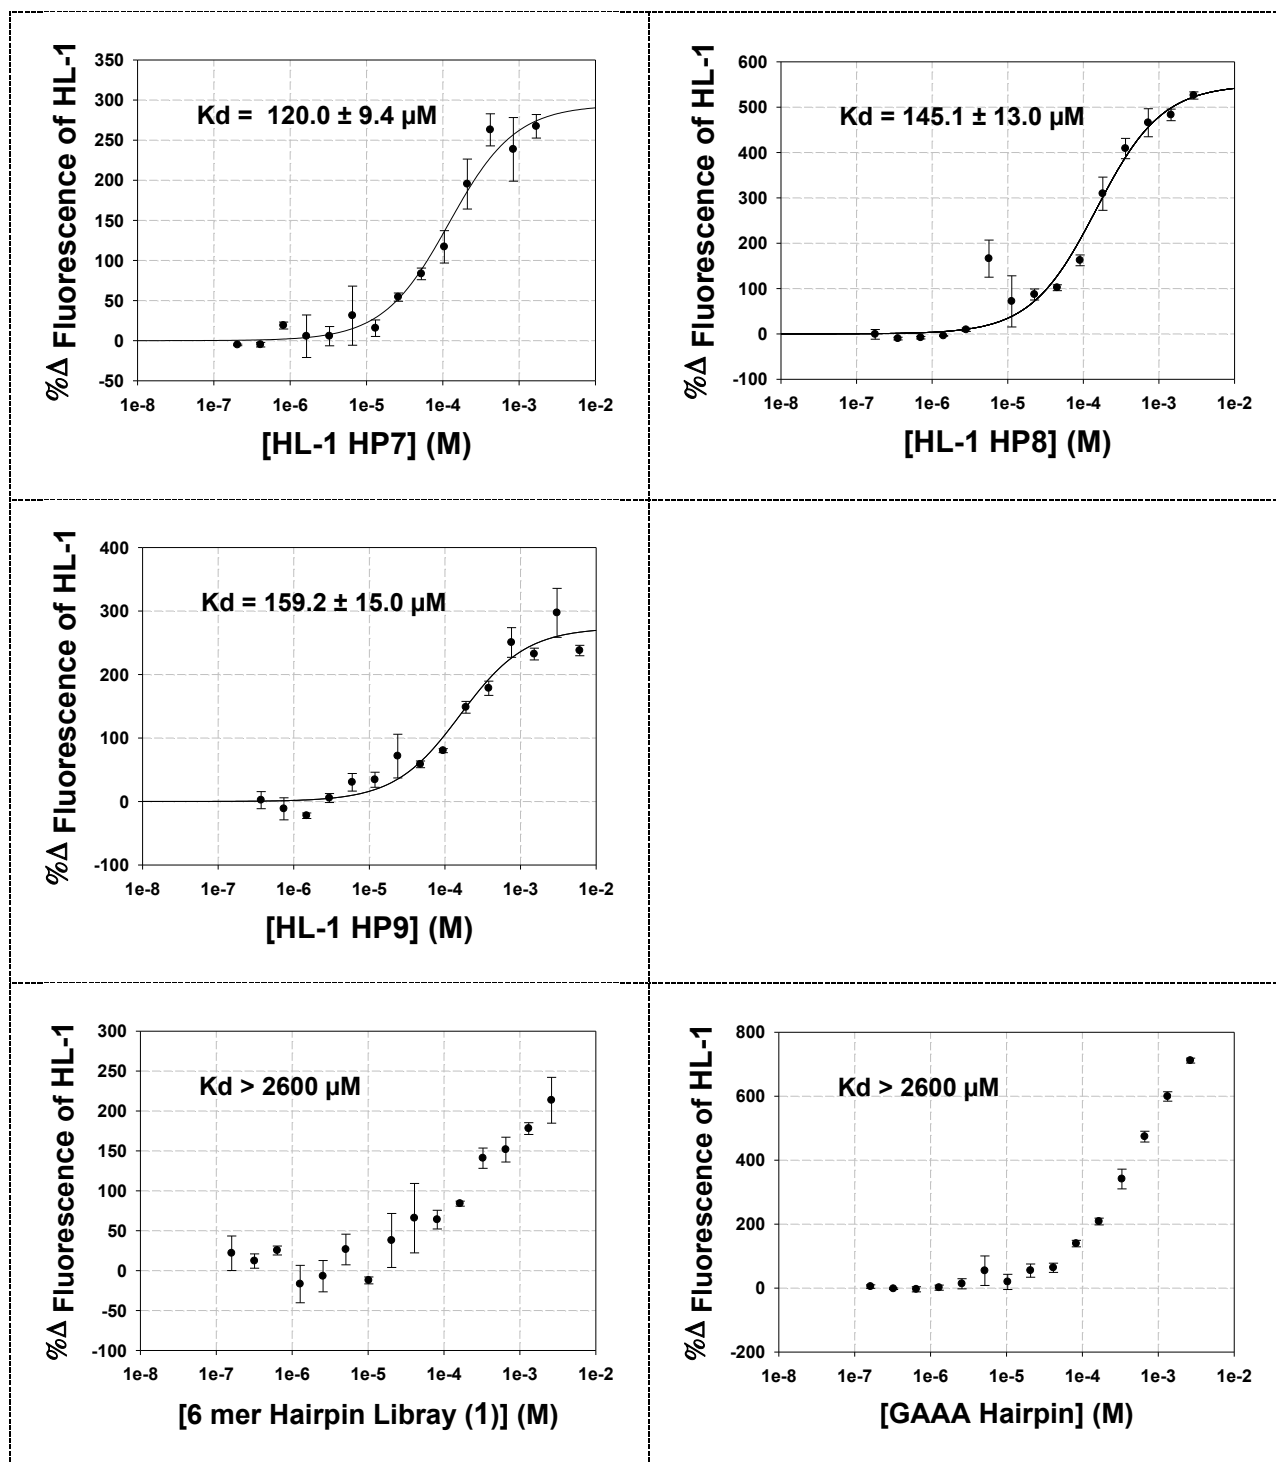 %Δ Fluorescence of HL-1
350
300
250
200
150
100
50
0
-50
Kd = 120.0 ± 9.4 µM
1e-8 1e-7 1e-6 1e-5 1e-4 1e-3 1e-2
[HL-1 HP7] (M)
%Δ Fluorescence of HL-1
600
500
400
300
200
100
0
-100
Kd = 145.1 ± 13.0 µM
1e-8 1e-7 1e-6 1e-5 1e-4 1e-3 1e-2
[HL-1 HP8] (M)
%Δ Fluorescence of HL-1
400
300
200
100
0
-100
Kd = 159.2 ± 15.0 µM
1e-8 1e-7 1e-6 1e-5 1e-4 1e-3 1e-2
[HL-1 HP9] (M)
%Δ Fluorescence of HL-1
300
250
200
150
100
50
0
-50
-100
Kd > 2600 µM
1e-8 1e-7 1e-6 1e-5 1e-4 1e-3 1e-2
[6 mer Hairpin Libray (1)] (M)
%Δ Fluorescence of HL-1
800
600
400
200
0
-200
Kd > 2600 µM
1e-8 1e-7 1e-6 1e-5 1e-4 1e-3 1e-2
[GAAA Hairpin] (M)